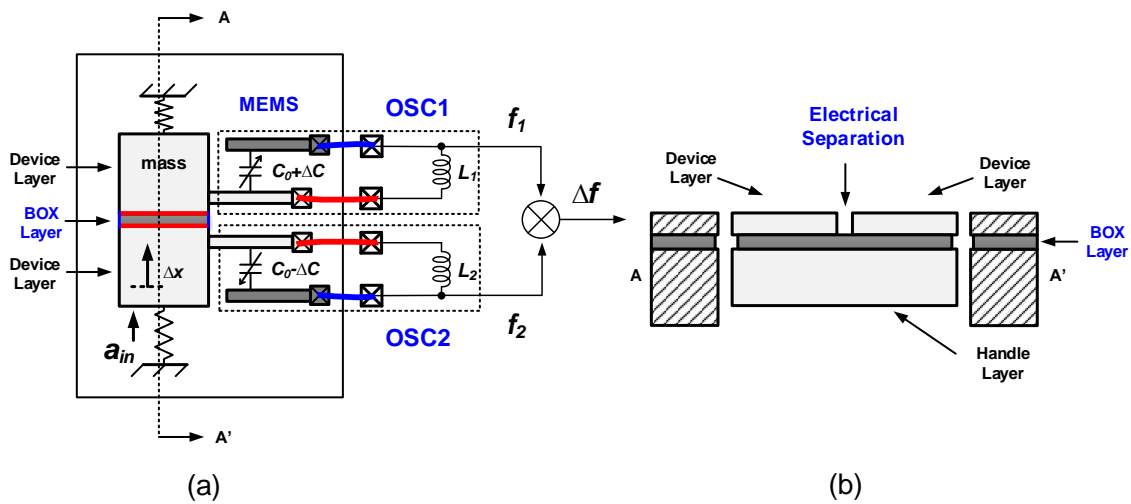 A
MEMS
OSC1
f1
Device
Layer
mass
C0+ΔC
L1
BOX
Layer
Δf
Device
Layer
Δx
C0-ΔC
L2
ain
OSC2
f2
A'
(a)
Electrical
Separation
Device
Layer
Device
Layer
A
A'
BOX
Layer
Handle
Layer
(b)